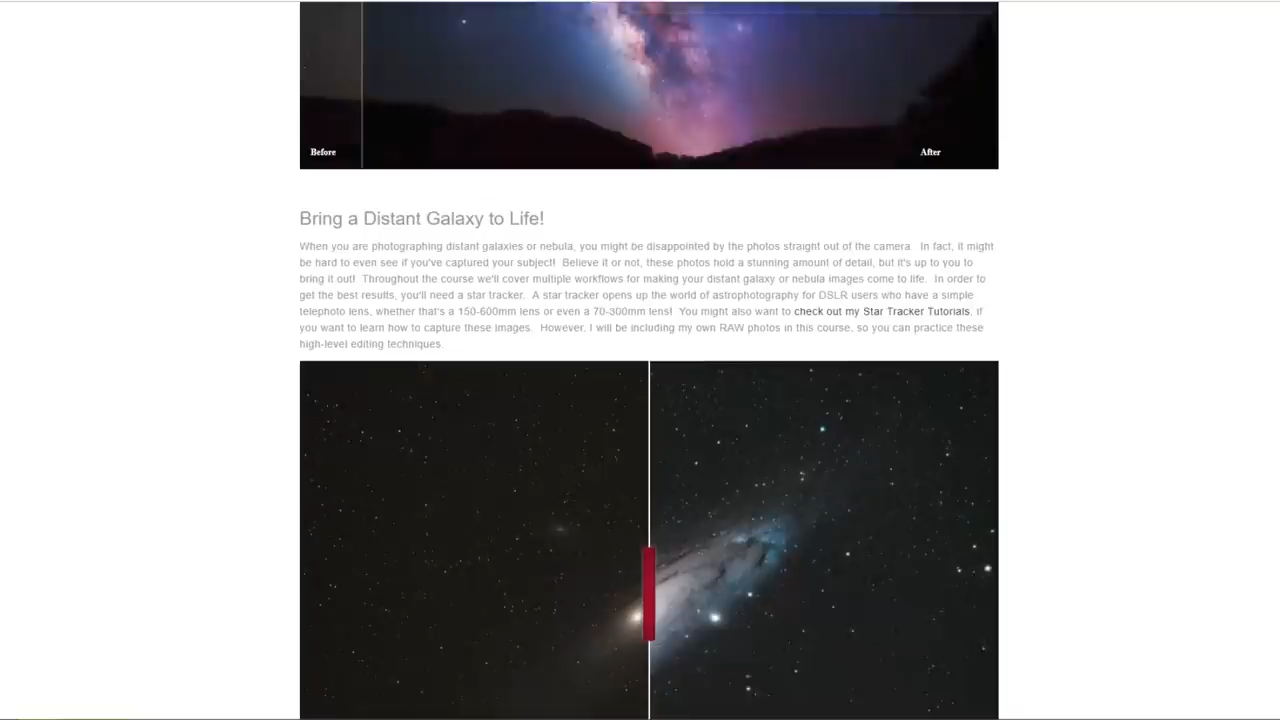 Before
After
Bring a Distant Galaxy to Life!
When you are photographing distant galaxies or nebula, you might be disappointed by the photos straight out of the camera.  In fact, it might
be hard to even see if you've captured your subject!  Believe it or not, these photos hold a stunning amount of detail, but it's up to you to
bring it out!  Throughout the course we'll cover multiple workflows for making your distant galaxy or nebula images come to life.  In order to
get the best results, you'll need a star tracker.  A star tracker opens up the world of astrophotography for DSLR users who have a simple
telephoto lens, whether that's a 150-600mm lens or even a 70-300mm lens!  You might also want to check out my Star Tracker Tutorials, if
you want to learn how to capture these images.  However, I will be including my own RAW photos in this course, so you can practice these
high-level editing techniques.